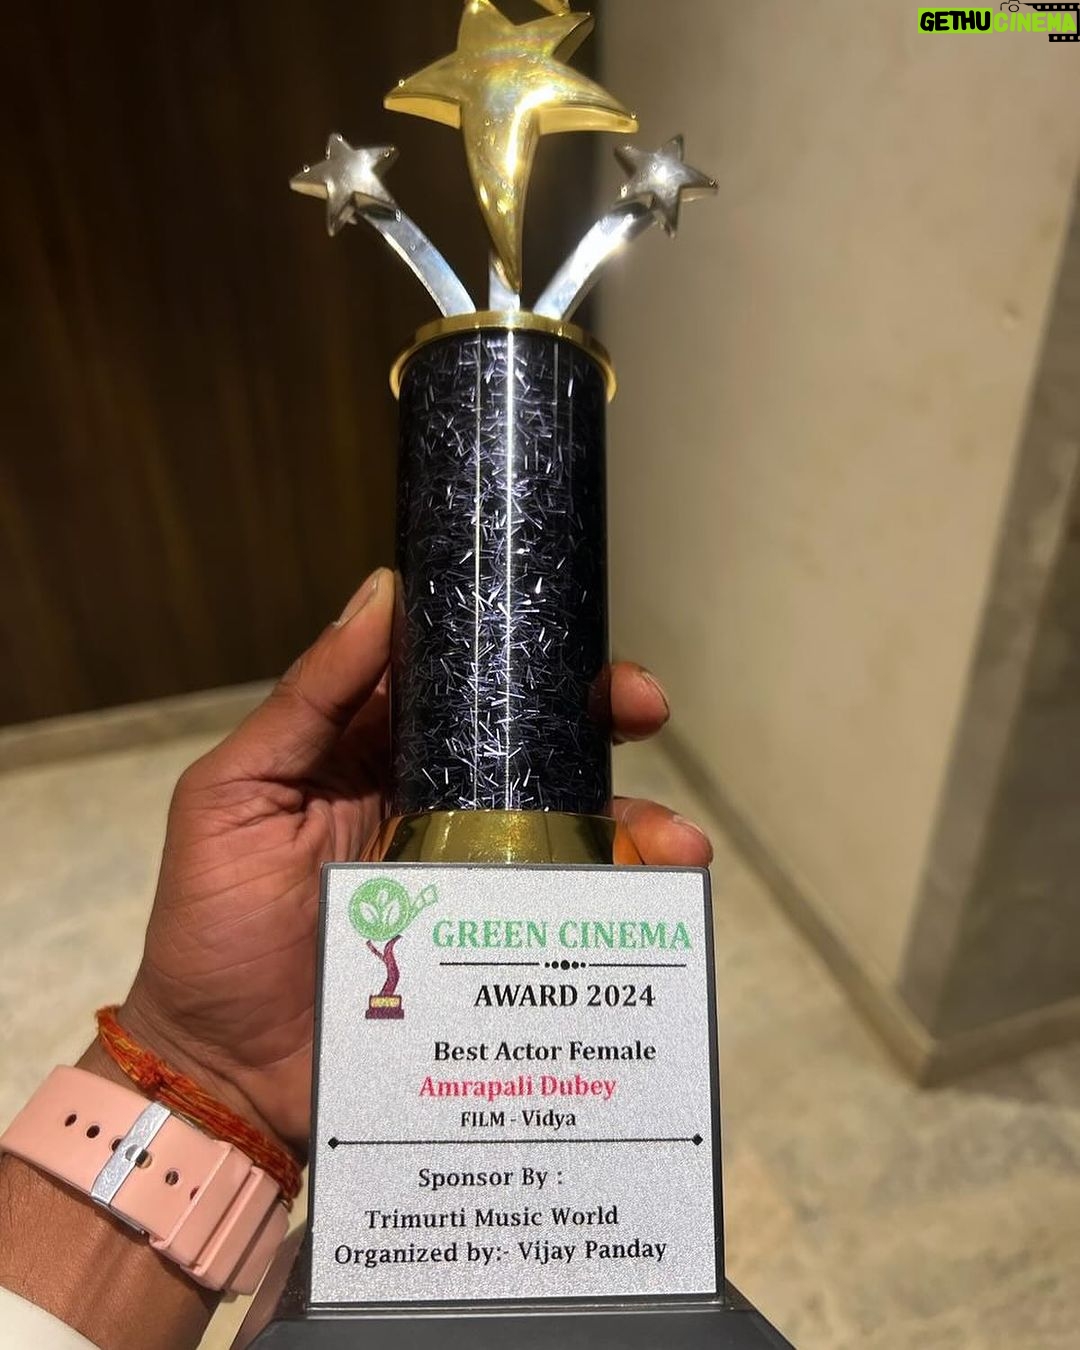 GETHU CINEMA
GREEN CINEMA
AWARD 2024
Best Actor Female
Amrapali Dubey
FILM - Vidya
Sponsor By :
Trimurti Music World
Organized by:- Vijay Panday